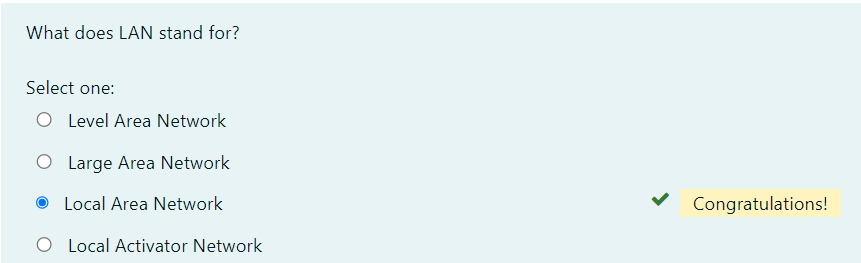 What does LAN stand for?
Select one:
Level Area Network
Large Area Network
Local Area Network
Congratulations!
Local Activator Network